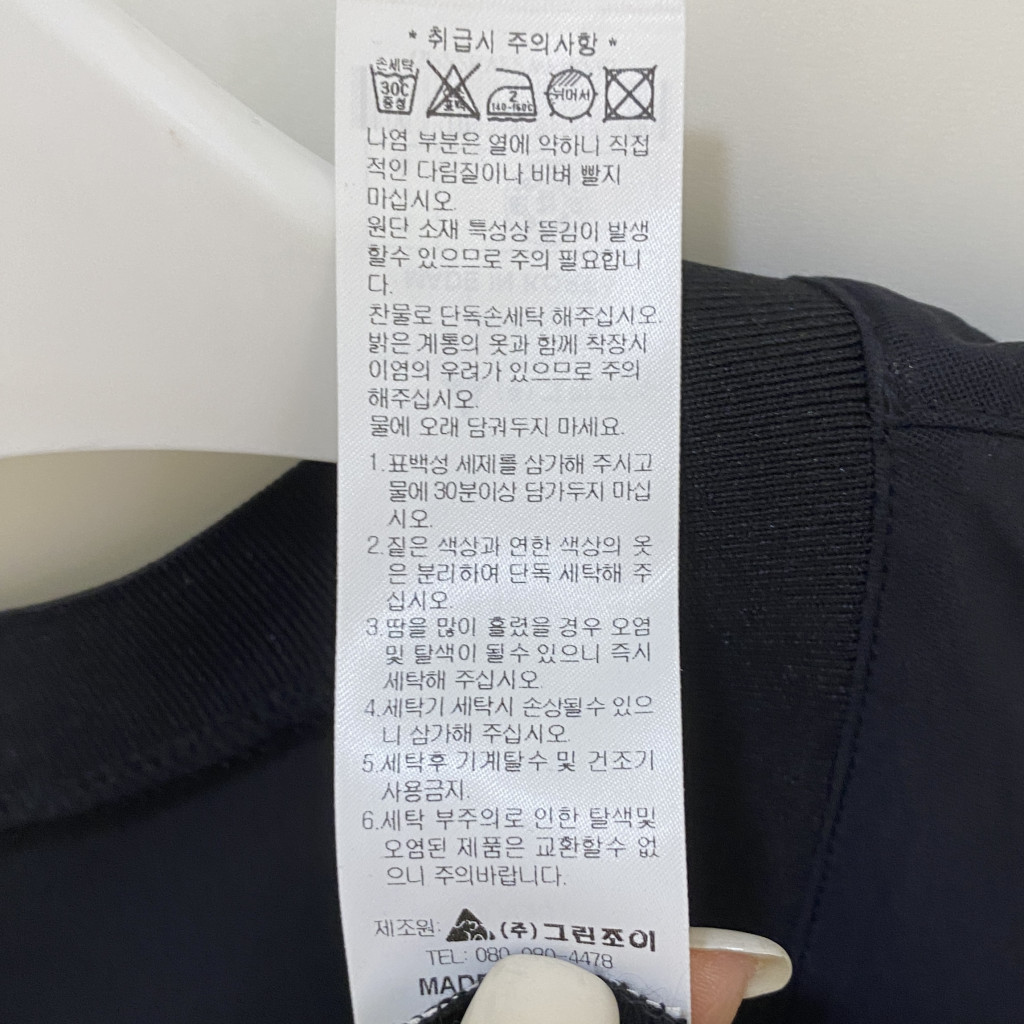 * 취급시 주의사항 *
손세탁
30C
중성
표백
2
140-160℃
뉘어서
나염 부분은 열에 약하니 직접
적인 다림질이나 비벼 빨지
마십시오.
원단 소재 특성상 뜯김이 발생
할수 있으므로 주의 필요합니
다.
찬물로 단독손세탁 해주십시오.
밝은 계통의 옷과 함께 착장시
이염의 우려가 있으므로 주의
해주십시오.
물에 오래 담궈두지 마세요.
1.표백성 세제를 삼가해 주시고
물에 30분이상 담가두지 마십
시오.
2.짙은 색상과 연한 색상의 옷
은 분리하여 단독 세탁해 주
십시오.
3.땀을 많이 흘렸을 경우 오염
및 탈색이 될수 있으니 즉시
세탁해 주십시오.
4.세탁기 세탁시 손상될수 있으
니 삼가해 주십시오.
5.세탁후 기계탈수 및 건조기
사용금지.
6.세탁 부주의로 인한 탈색및
오염된 제품은 교환할수 없
으니 주의바랍니다.
제조원: (주)그린조이
TEL: 080-080-4478
MADE